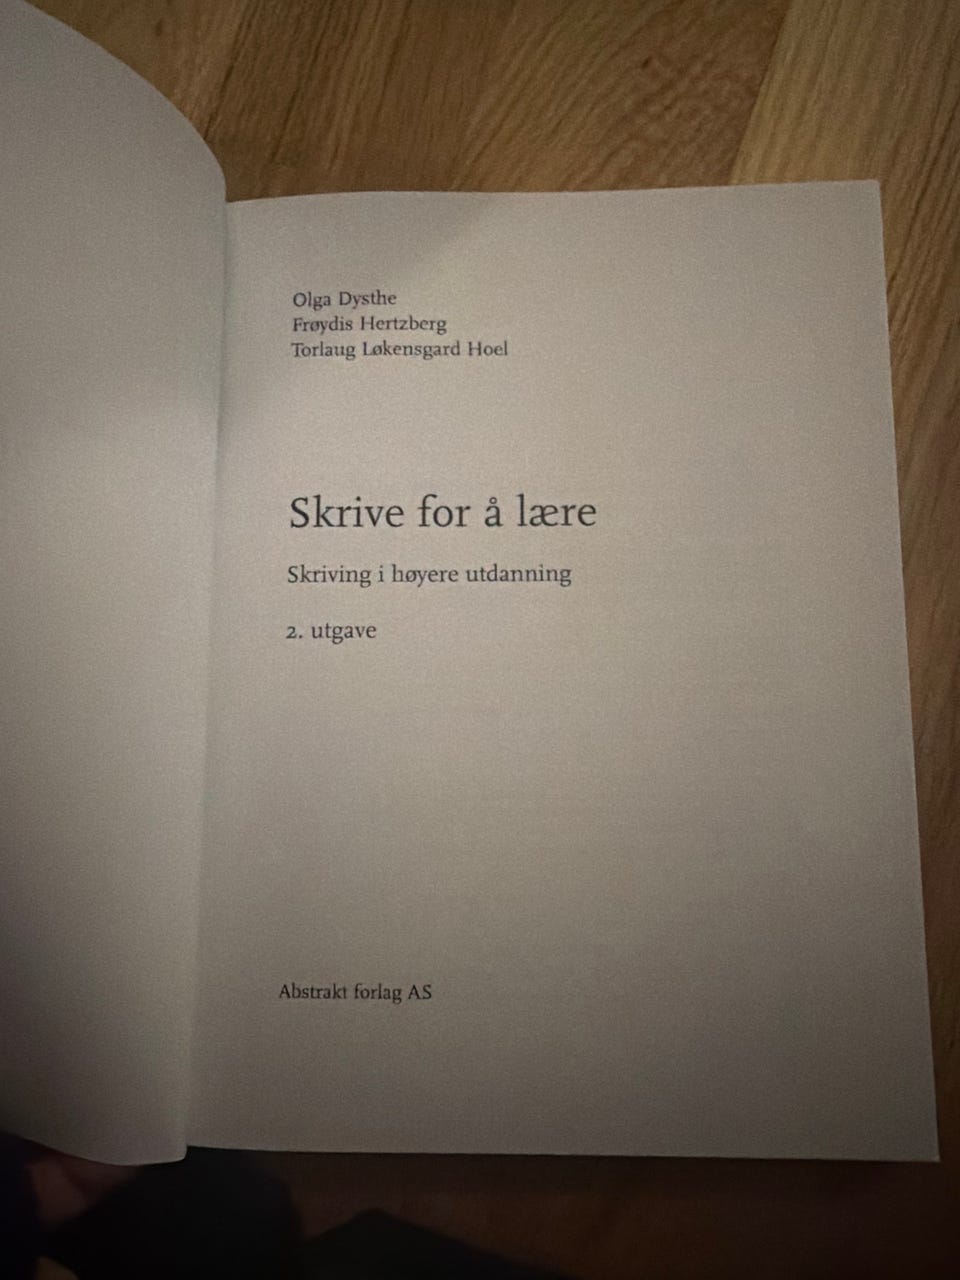 Olga Dysthe
Frøydis Hertzberg
Torlaug Løkensgard Hoel
Skrive for å lære
Skriving i høyere utdanning
2. utgave
Abstrakt forlag AS